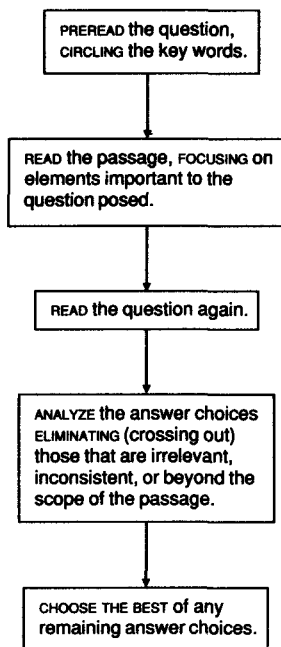 PREREAD the question,
CIRCLING the key words.
READ the passage, FOCUSING on
elements important to the
question posed.
READ the question again.
ANALYZE the answer choices
ELIMINATING (crossing out)
those that are irrelevant,
inconsistent, or beyond the
scope of the passage.
CHOOSE THE BEST of any
remaining answer choices.